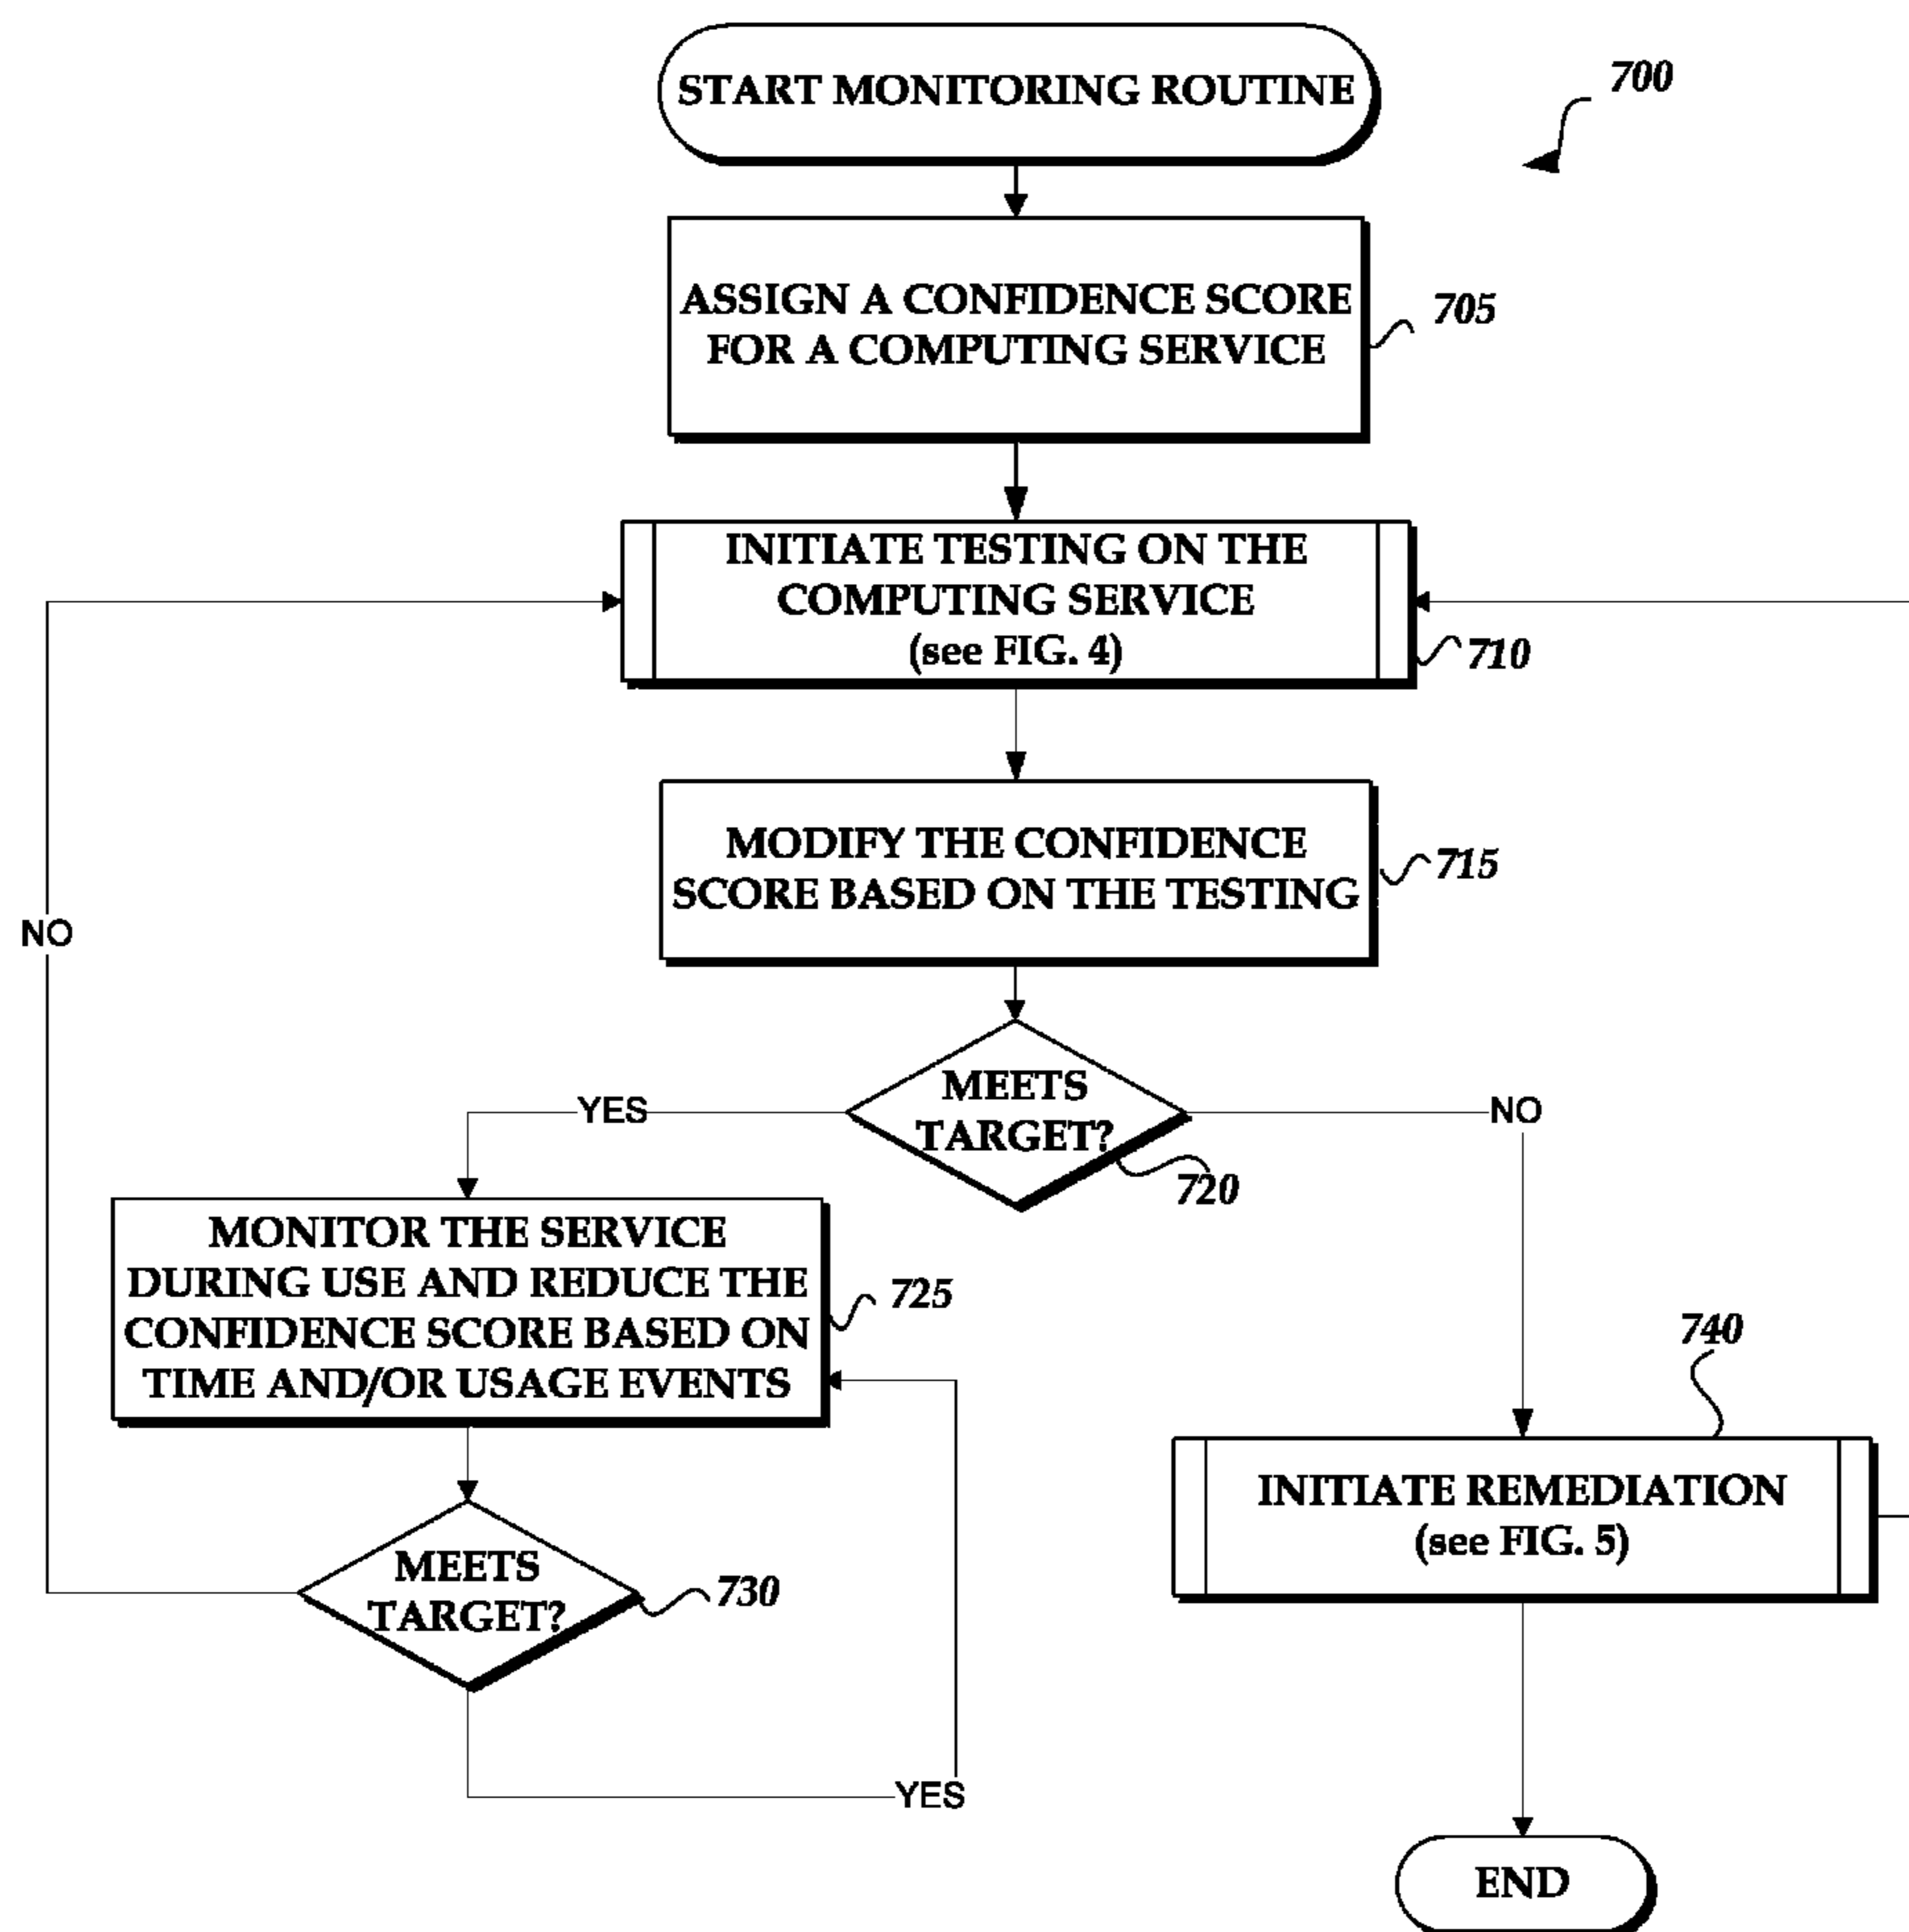 START MONITORING ROUTINE
700
ASSIGN A CONFIDENCE SCORE
FOR A COMPUTING SERVICE
705
INITIATE TESTING ON THE
COMPUTING SERVICE
(see FIG. 4)
710
MODIFY THE CONFIDENCE
SCORE BASED ON THE TESTING
715
NO
MEETS
TARGET?
720
YES
NO
MONITOR THE SERVICE
DURING USE AND REDUCE THE
CONFIDENCE SCORE BASED ON
TIME AND/OR USAGE EVENTS
725
740
INITIATE REMEDIATION
(see FIG. 5)
MEETS
TARGET?
730
YES
END